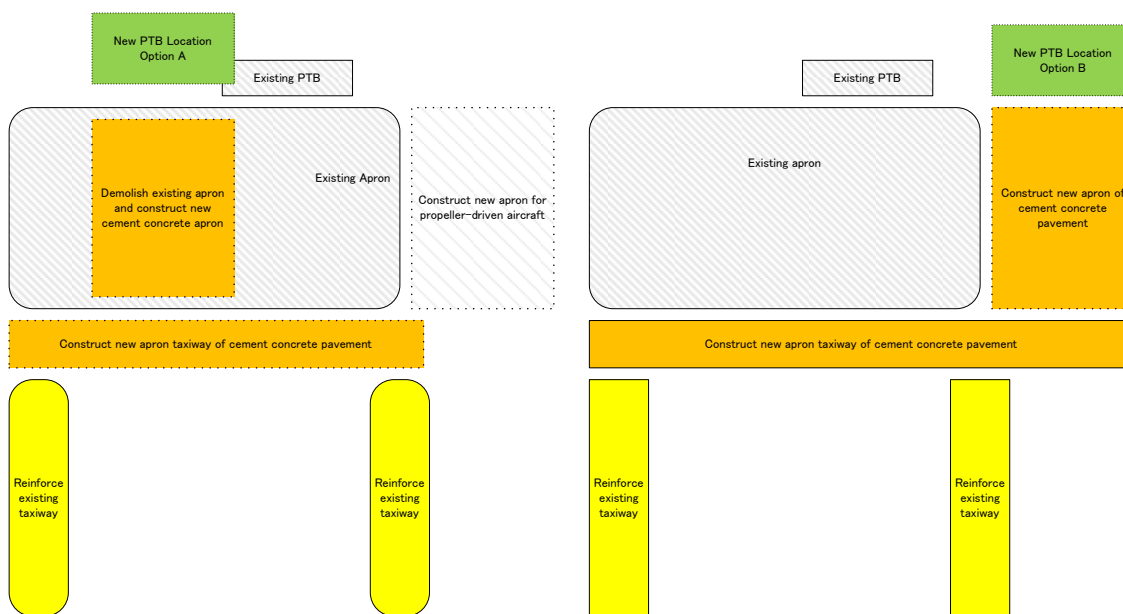 New PTB Location
Option A
Existing PTB
Existing Apron
Demolish existing apron
and construct new
cement concrete apron
Construct new apron for
propeller-driven aircraft
Construct new apron taxiway of cement concrete pavement
Reinforce
existing
taxiway
Reinforce
existing
taxiway
New PTB Location
Option B
Existing PTB
Existing apron
Construct new apron of
cement concrete
pavement
Construct new apron taxiway of cement concrete pavement
Reinforce
existing
taxiway
Reinforce
existing
taxiway